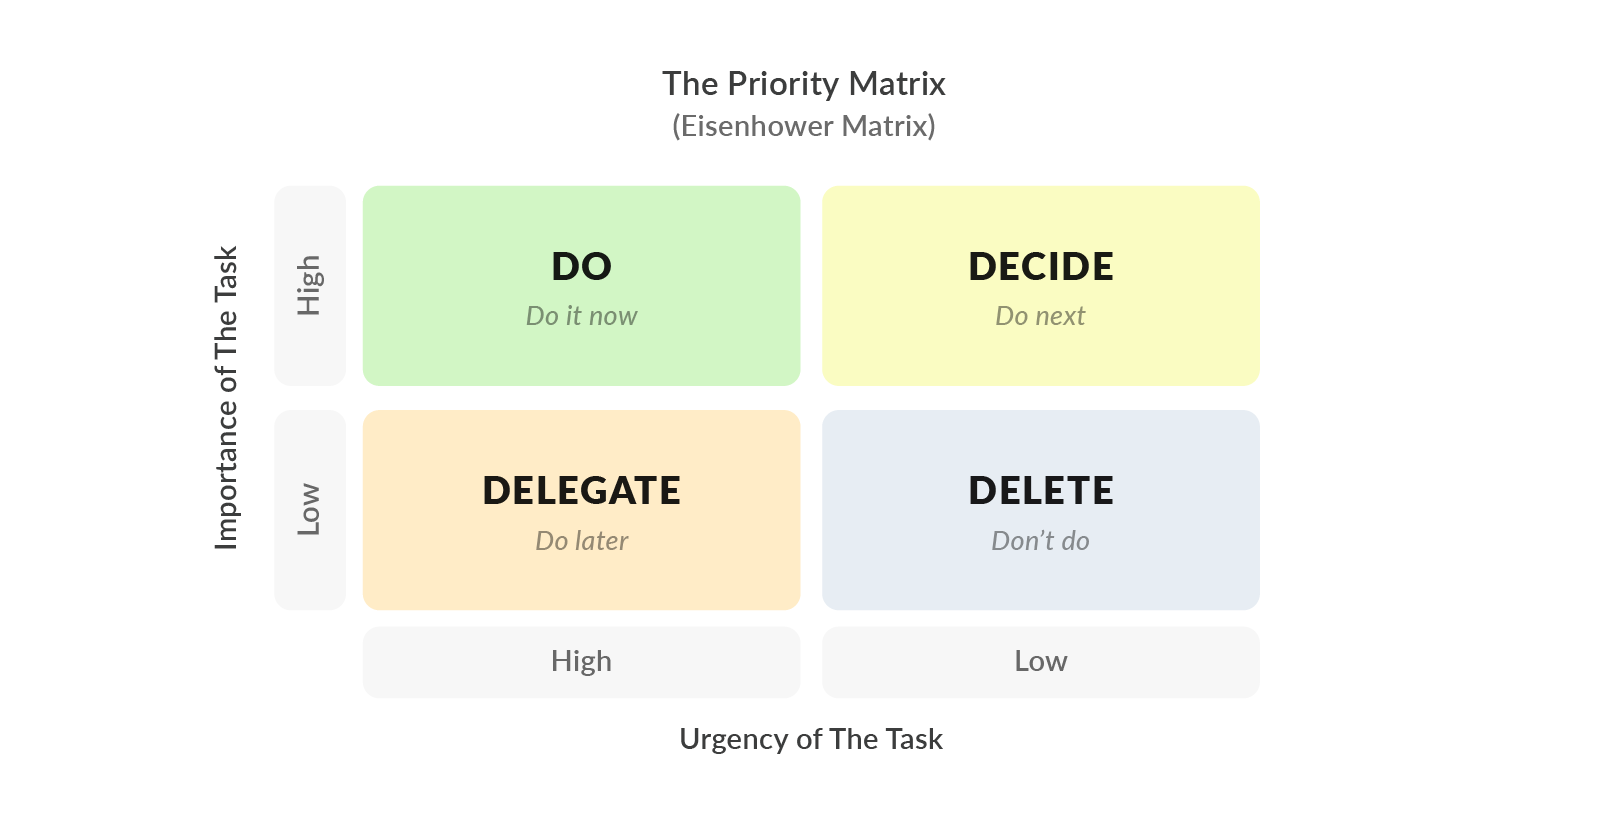 The Priority Matrix
(Eisenhower Matrix)
Importance of The Task
High
DO
Do it now
DECIDE
Do next
Low
DELEGATE
Do later
DELETE
Don’t do
High
Low
Urgency of The Task